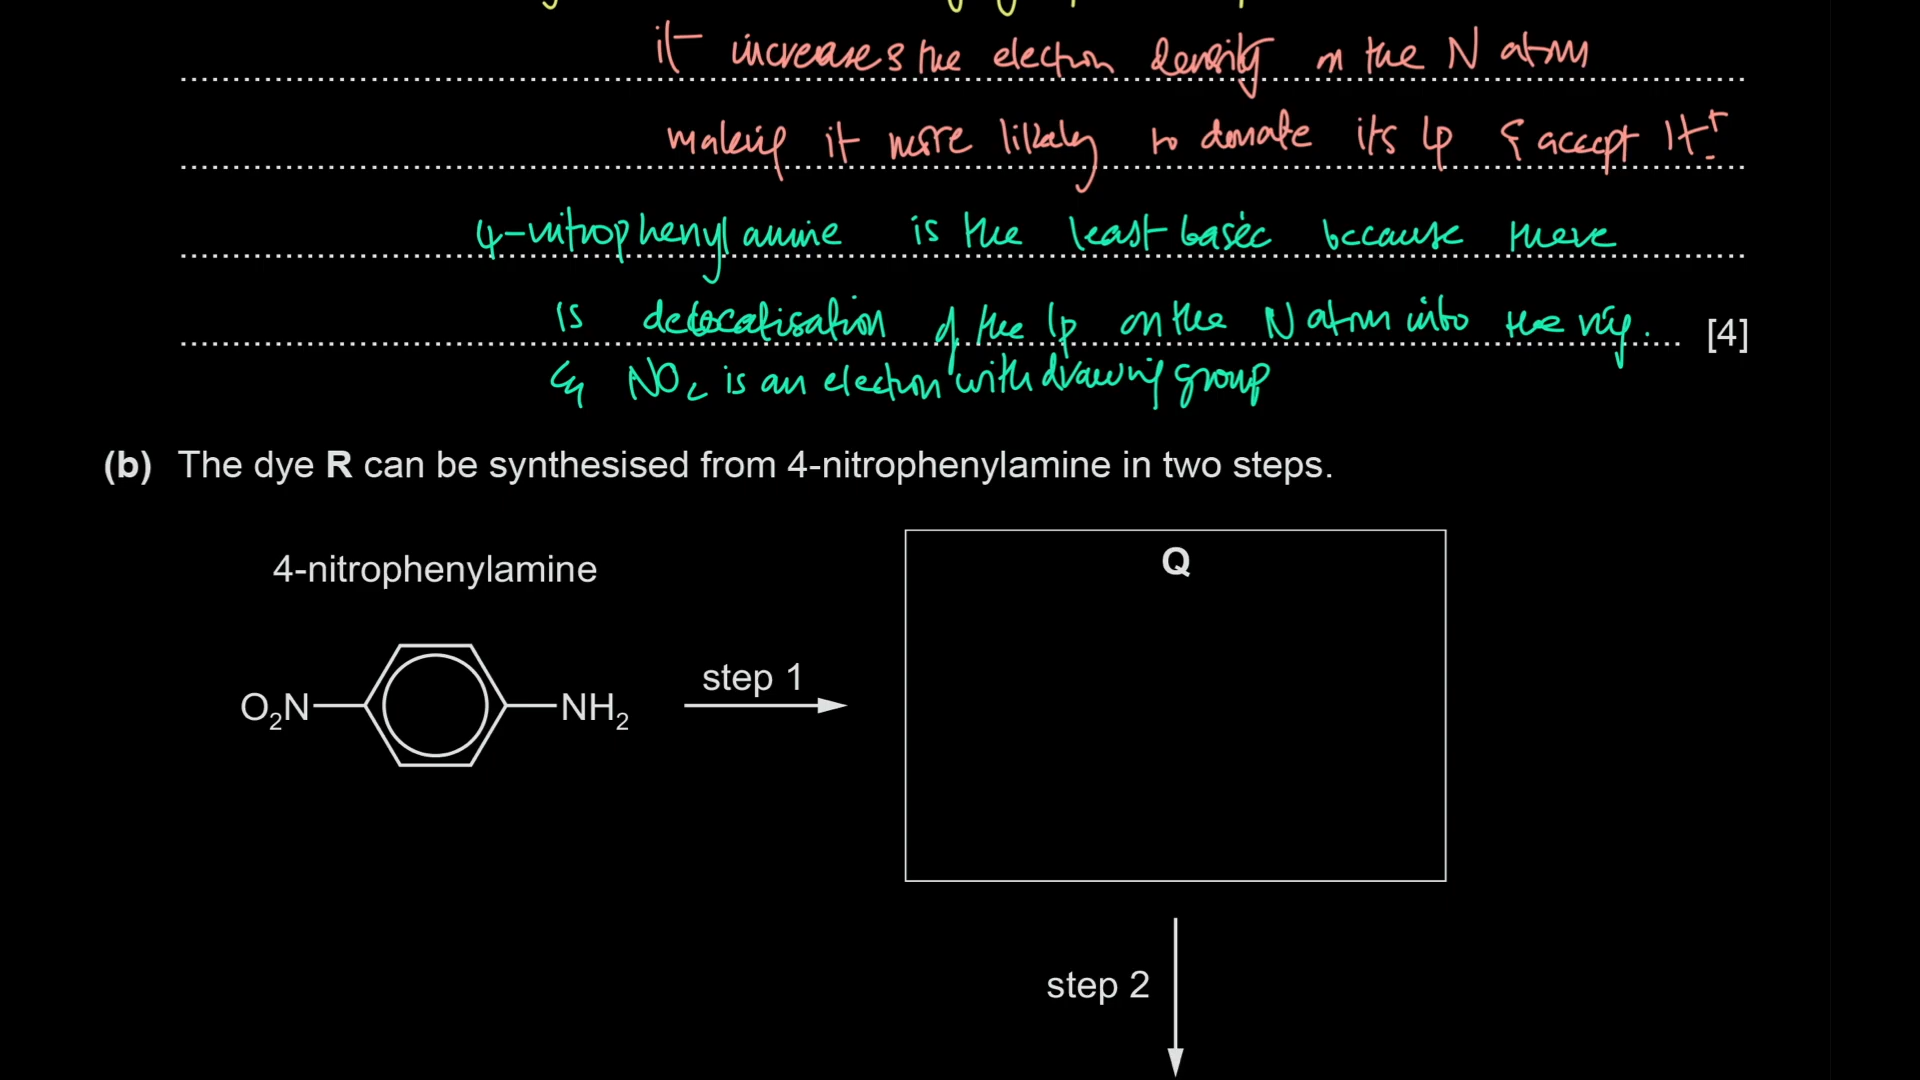 it increases the electron density on the N atom
making it more likely to donate its lp & accept H+.
4-nitrophenylamine is the least basic because there
is delocalisation of the lp on the N atom into the ring. [4]
↳ NO2 is an electron withdrawing group
(b) The dye R can be synthesised from 4-nitrophenylamine in two steps.
4-nitrophenylamine
Q
O2N
NH2
step 1
step 2